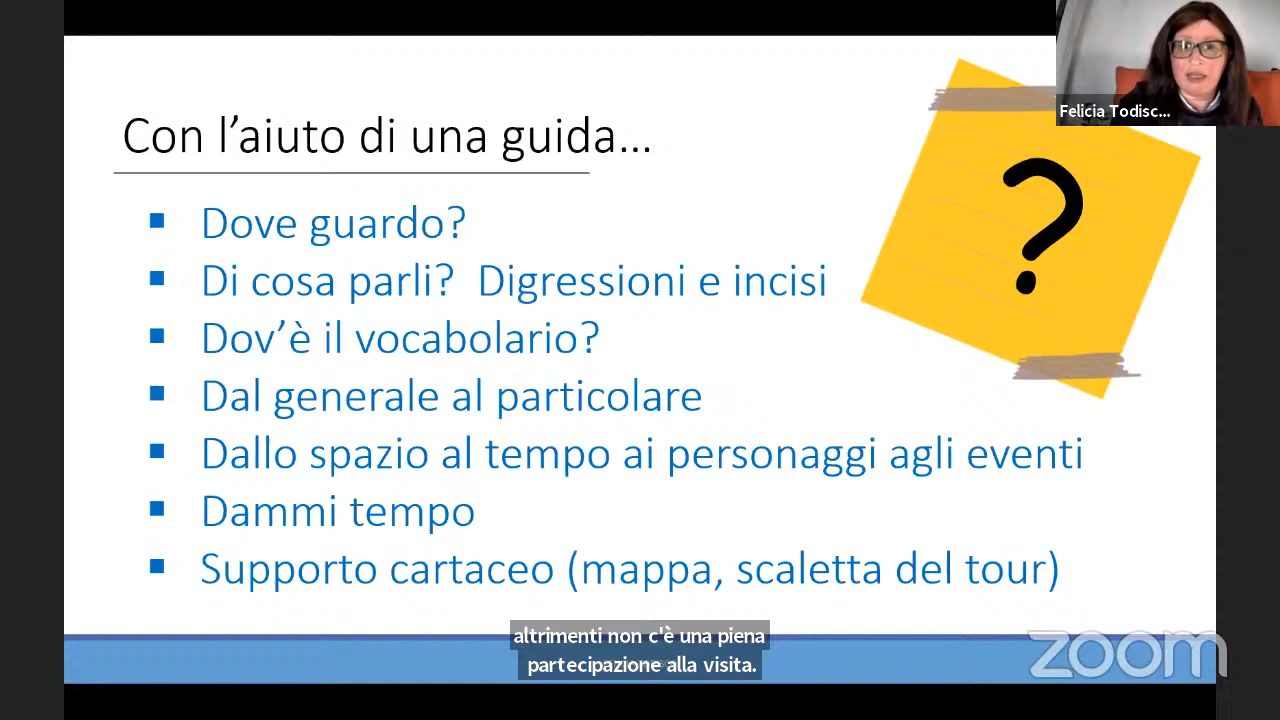 Felicia Todisc...
Con l'aiuto di una guida...
?
▪ Dove guardo?
▪ Di cosa parli? Digressioni e incisi
▪ Dov'è il vocabolario?
▪ Dal generale al particolare
▪ Dallo spazio al tempo ai personaggi agli eventi
▪ Dammi tempo
▪ Supporto cartaceo (mappa, scaletta del tour)
altrimenti non c'è una piena
partecipazione alla visita.
zoom